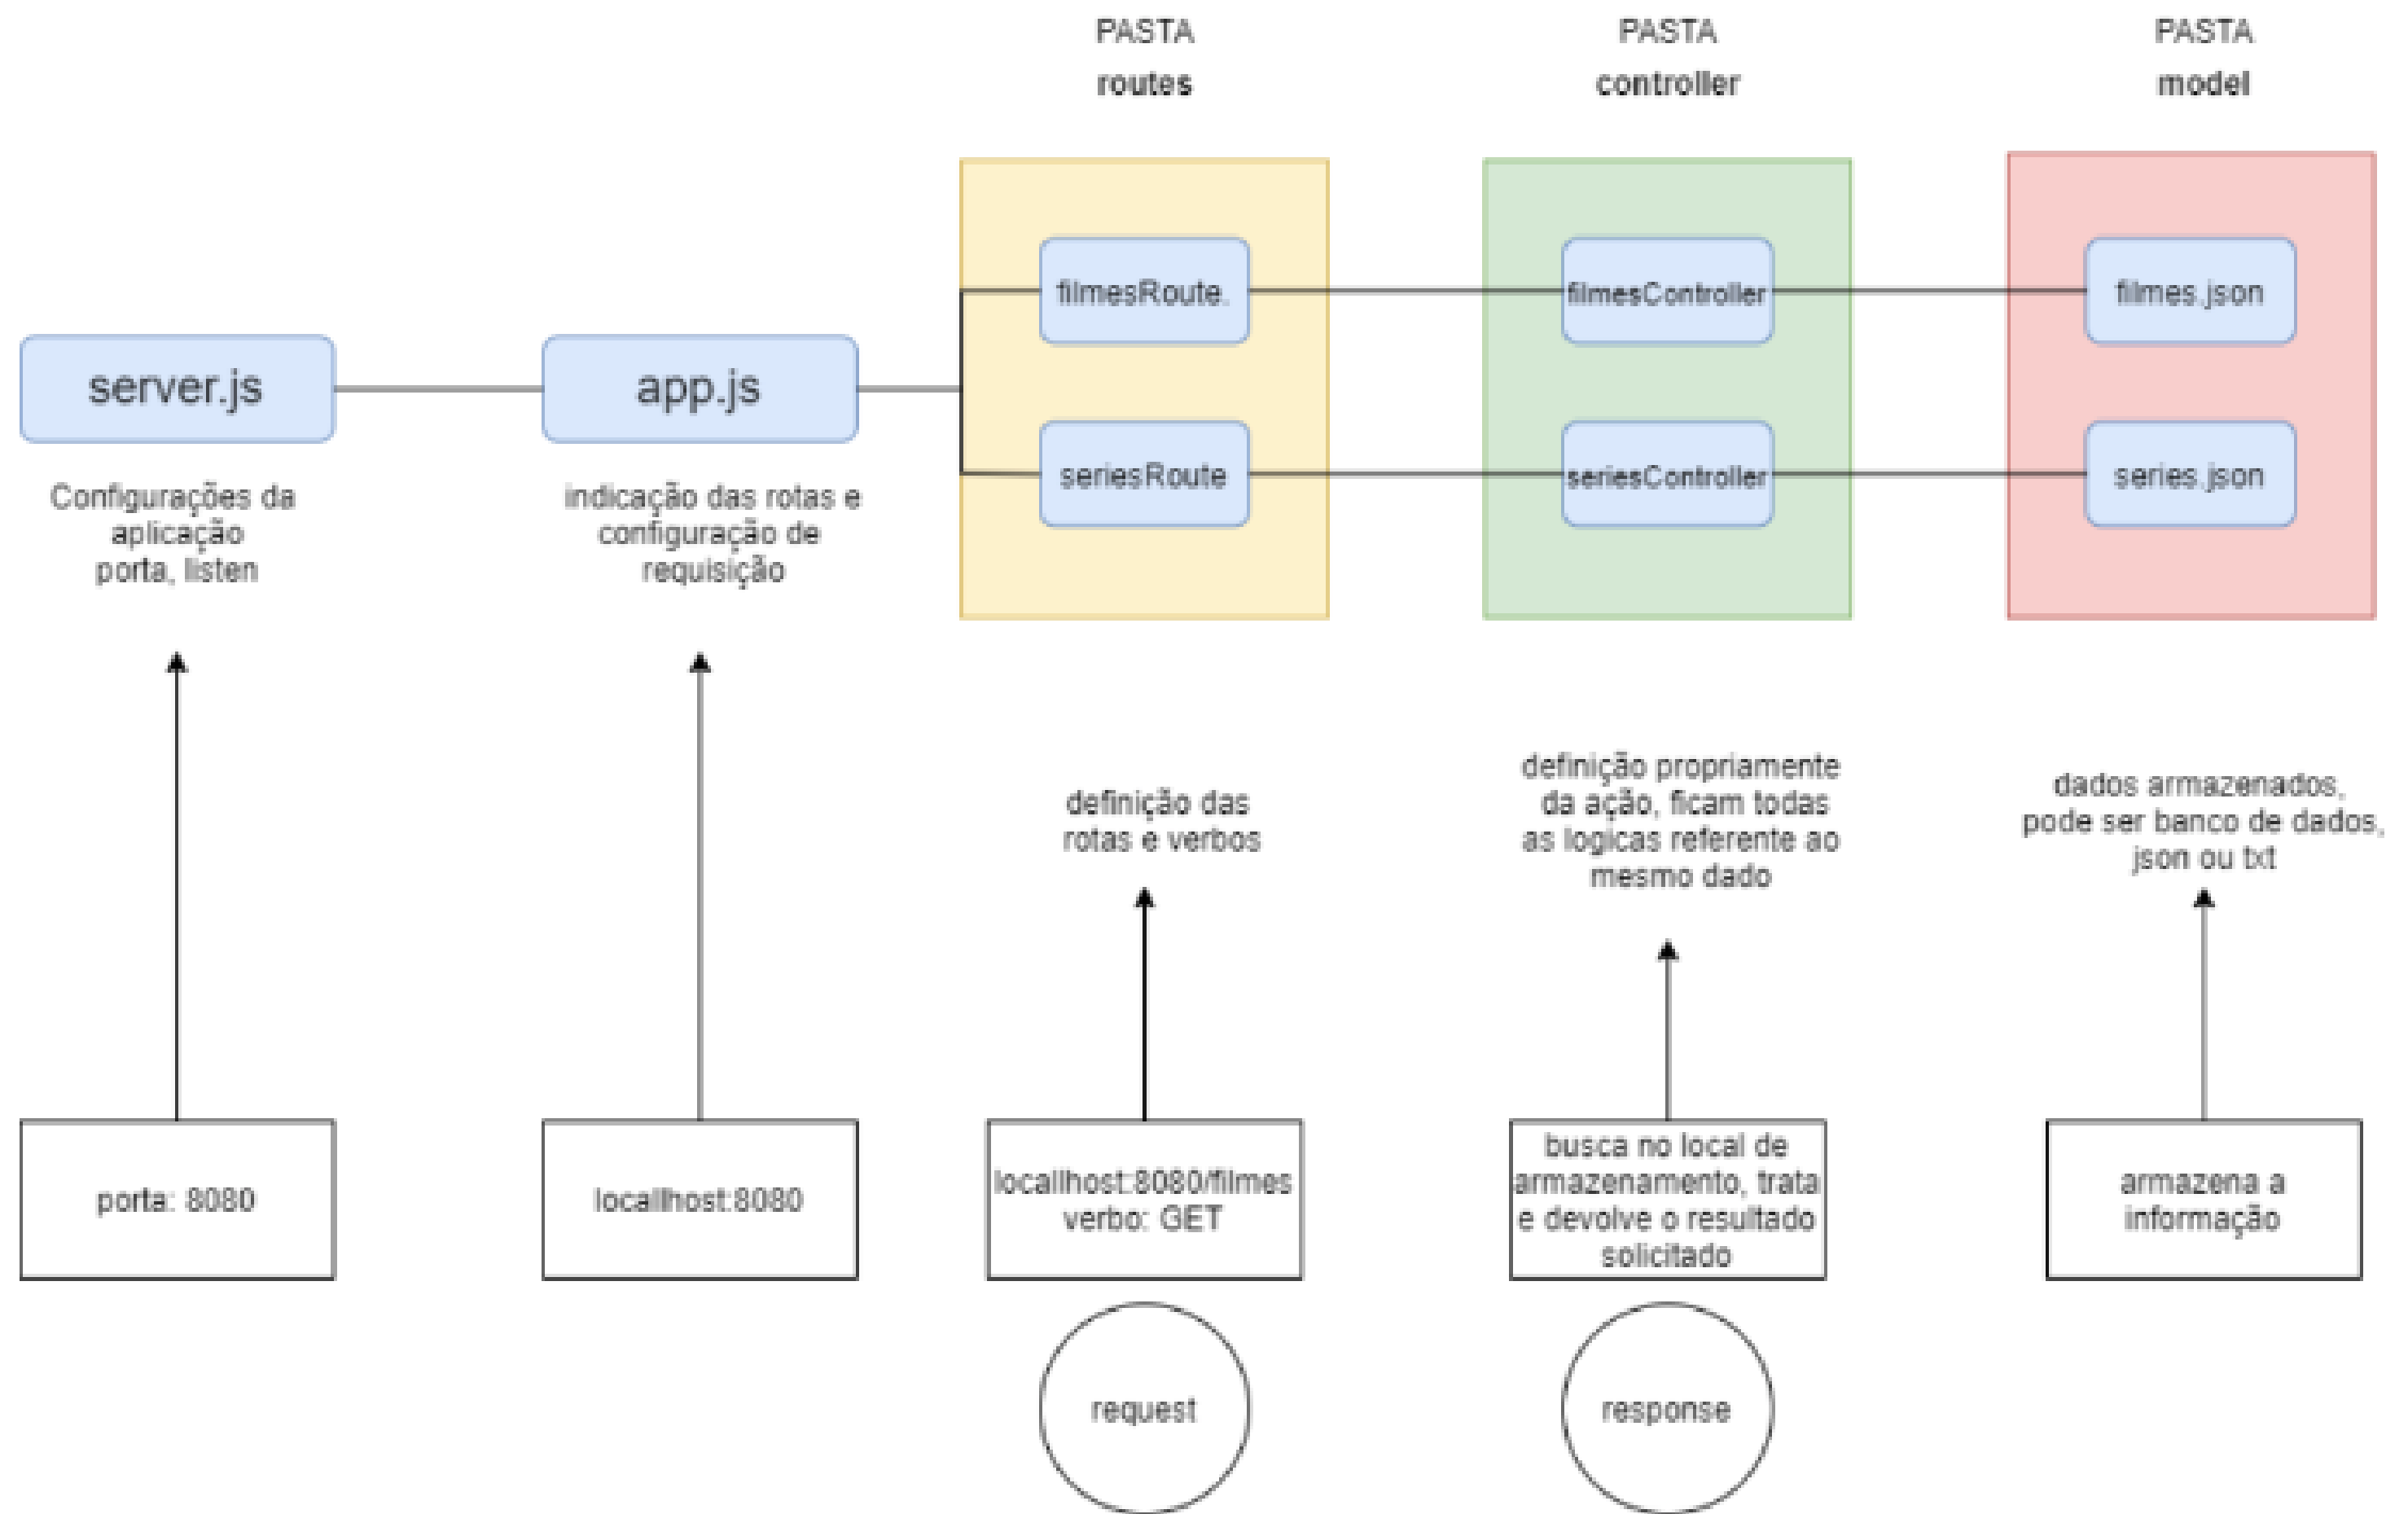 PASTA
routes
PASTA
controller
PASTA
model
server.js
app.js
filmesRoute.
seriesRoute
filmesController
seriesController
filmes.json
series.json
Configurações da
aplicação
porta, listen
indicação das rotas e
configuração de
requisição
definição das
rotas e verbos
definição propriamente
da ação, ficam todas
as logicas referente ao
mesmo dado
dados armazenados,
pode ser banco de dados,
json ou txt
porta: 8080
locallhost:8080
locallhost:8080/filmes
verbo: GET
busca no local de
armazenamento, trata
e devolve o resultado
solicitado
armazena a
informação
request
response